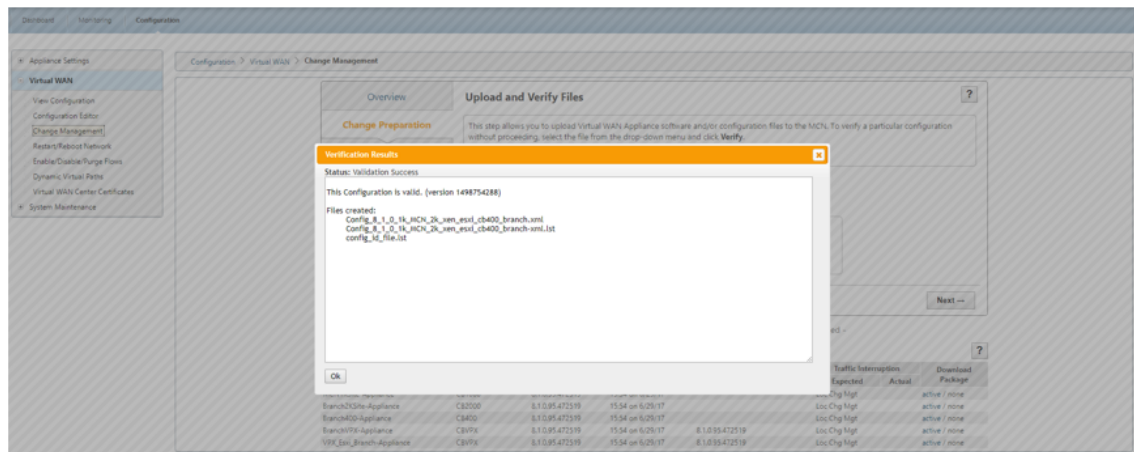 Dashboard Monitoring Configuration
+ Appliance Settings
- Virtual WAN
View Configuration
Configuration Editor
Change Management
Restart/Reboot Network
Enable/Disable/Purge Flows
Dynamic Virtual Paths
Virtual WAN Center Certificates
+ System Maintenance
Configuration > Virtual WAN > Change Management
Overview
Change Preparation
Upload and Verify Files
?
This step allows you to upload Virtual WAN Appliance software and/or configuration files to the MCN. To verify a particular configuration
without proceeding, select the file from the drop-down menu and click Verify.
Verification Results
Status: Validation Success
This Configuration is valid. (version 1498754288)
Files created:
Config_8_1_0_1k_MCN_2k_xen_esxi_cb400_branch.xml
Config_8_1_0_1k_MCN_2k_xen_esxi_cb400_branch-xml.lst
config_id_file.lst
Ok
Next
?
Traffic Interruption Download
Expected Actual Package
Loc Chg Mgt active / none
Branch2KSite-Appliance CB2000 8.1.0.95.472519 15:54 on 6/29/17 Loc Chg Mgt active / none
Branch400-Appliance CB400 8.1.0.95.472519 15:54 on 6/29/17 Loc Chg Mgt active / none
BranchVPX-Appliance CBVPX 8.1.0.95.472519 15:54 on 6/29/17 8.1.0.95.472519 Loc Chg Mgt active / none
VPX_Esxi_Branch-Appliance CBVPX 8.1.0.95.472519 15:54 on 6/29/17 8.1.0.95.472519 Loc Chg Mgt active / none